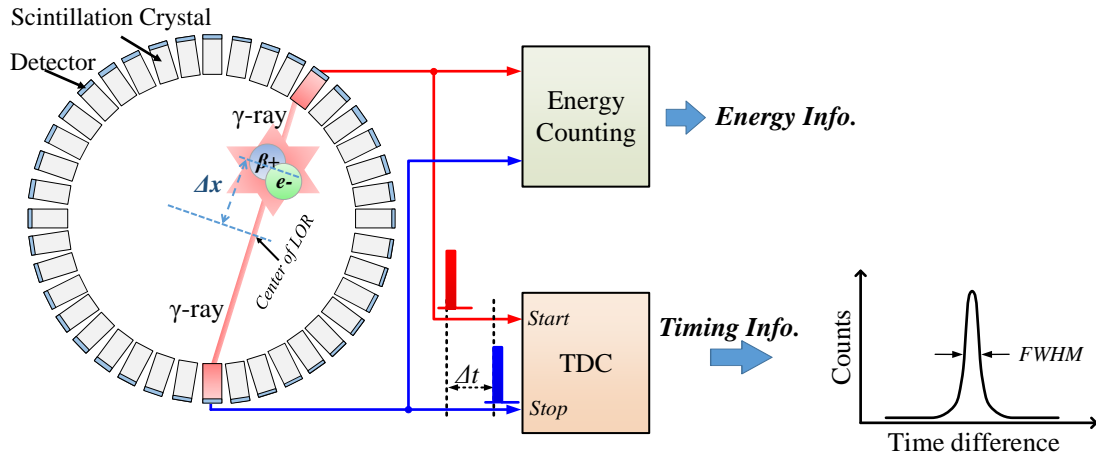 Scintillation Crystal
Detector
γ-ray
β+
e-
Δx
Center of LOR
γ-ray
Energy
Counting
Energy Info.
Start
TDC
Stop
Δt
Timing Info.
Counts
FWHM
Time difference